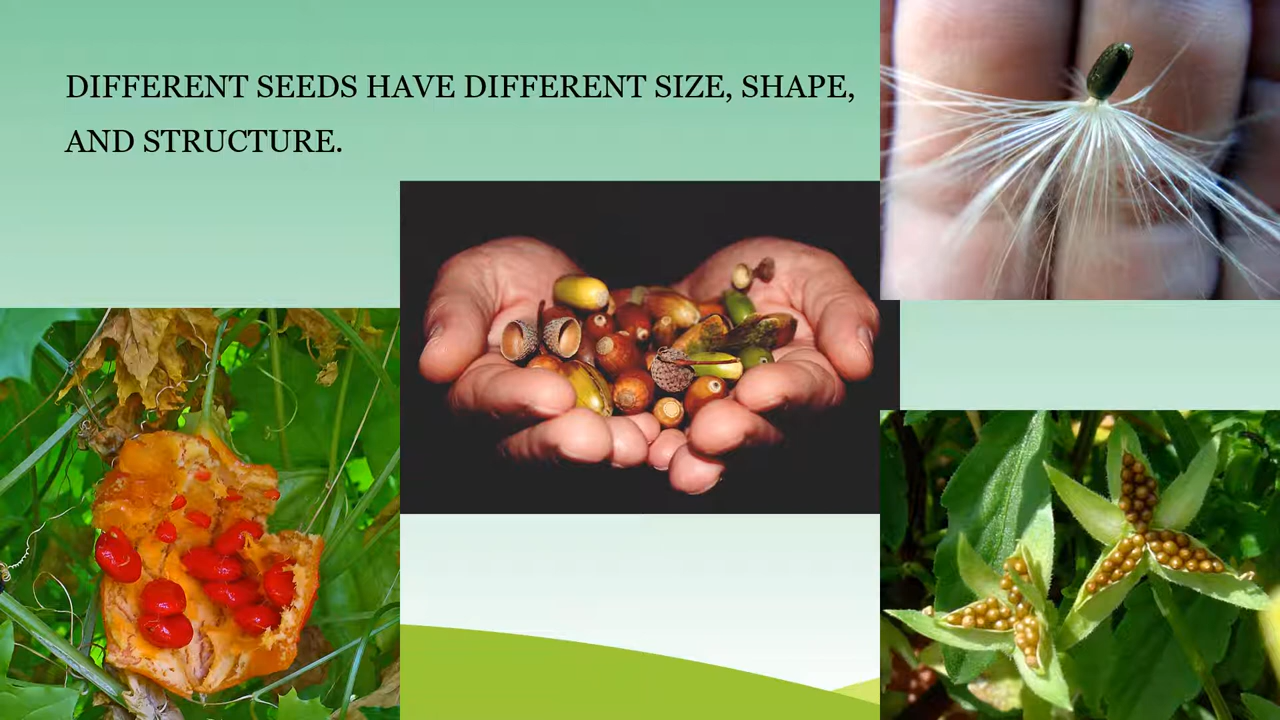 DIFFERENT SEEDS HAVE DIFFERENT SIZE, SHAPE,
AND STRUCTURE.